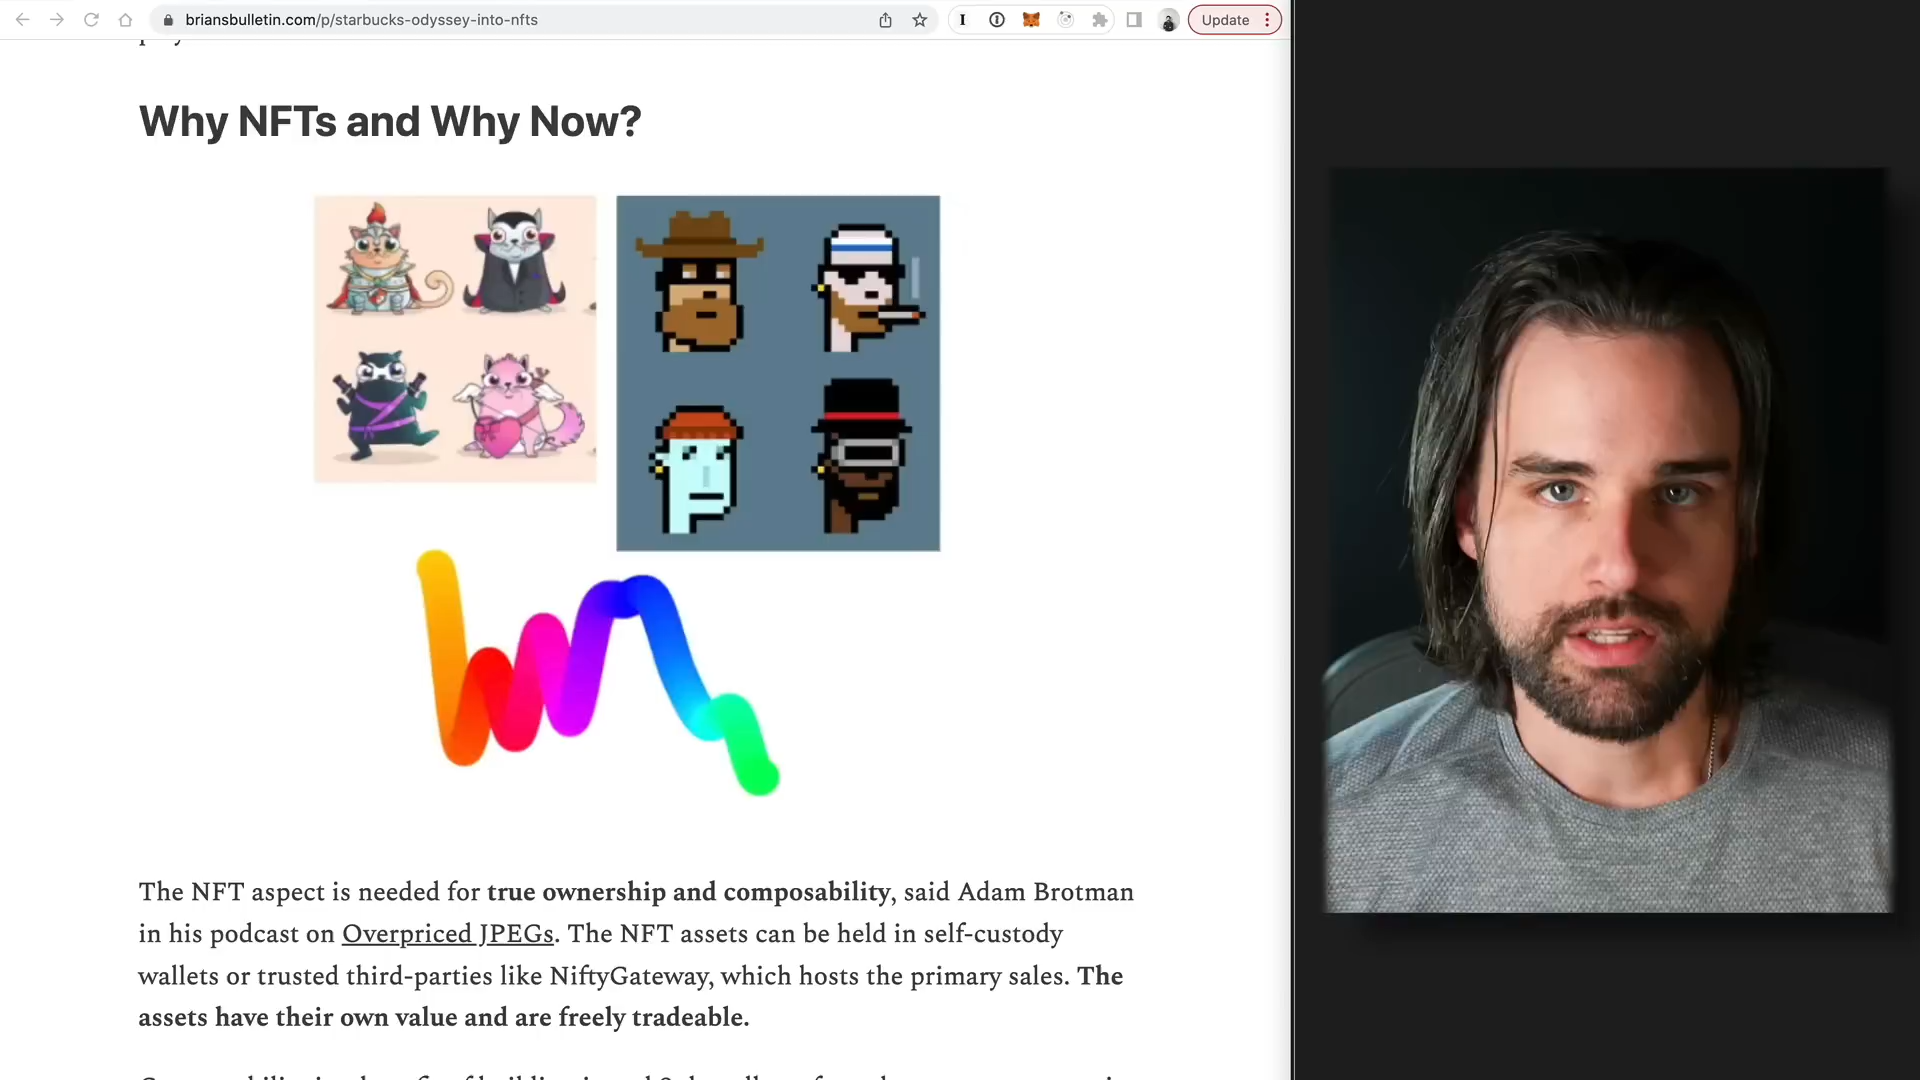 briansbulletin.com/p/starbucks-odyssey-into-nfts
Update
Why NFTs and Why Now?
The NFT aspect is needed for true ownership and composability, said Adam Brotman
in his podcast on Overpriced JPEGs. The NFT assets can be held in self-custody
wallets or trusted third-parties like NiftyGateway, which hosts the primary sales. The
assets have their own value and are freely tradeable.